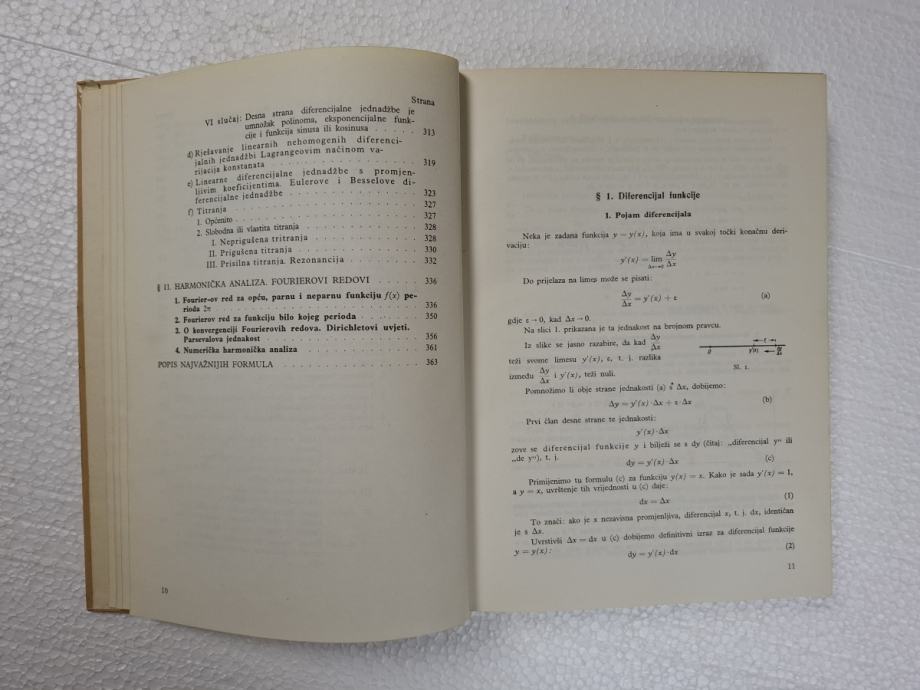 Strana
VI slučaj: Desna strana diferencijalne jednadžbe je
umnožak polinoma, eksponencijalne funk-
cije i funkcija sinusa ili kosinusa . . . . . 313
d) Rješavanje linearnih nehomogenih diferenci-
jalnih jednadžbi Lagrangeovim načinom va-
rijacija konstanata . . . . . . . . . . . . . . . . 319
e) Linearne diferencijalne jednadžbe s promjen-
ljivim koeficijentima. Eulerove i Besselove di-
ferencijalne jednadžbe . . . . . . . . . . . . . . 323
f) Titranja . . . . . . . . . . . . . . . . . . . . 327
1. Općenito . . . . . . . . . . . . . . . . . . . 327
2. Slobodna ili vlastita titranja . . . . . . . . . . 328
I. Neprigušena tritranja . . . . . . . . . . . . 328
II. Prigušena titranja . . . . . . . . . . . . . . 330
III. Prisilna titranja. Rezonancija . . . . . . . . 332
§ 11. HARMONIČKA ANALIZA. FOURIEROVI REDOVI . . . . . . 336
1. Fourier-ov red za opću, parnu i neparnu funkciju f(x) pe-
rioda 2π . . . . . . . . . . . . . . . . . . . . . 336
2. Fourierov red za funkciju bilo kojeg perioda . . . . . . 350
3. O konvergenciji Fourierovih redova. Dirichletovi uvjeti.
Parsevalova jednakost . . . . . . . . . . . . . . . 356
4. Numerička harmonička analiza . . . . . . . . . . . . 361
POPIS NAJVAŽNIJIH FORMULA . . . . . . . . . . . . . . 363
10
§ 1. Diferencijal funkcije
1. Pojam diferencijala
Neka je zadana funkcija y = y(x), koja ima u svakoj točki konačnu deri-
vaciju:
y'(x) = lim Δy/Δx
Δx→0
Do prijelaza na limes može se pisati:
Δy/Δx = y'(x) + ε (a)
gdje ε → 0, kad Δx → 0.
Na slici 1. prikazana je ta jednakost na brojnom pravcu.
Iz slike se jasno razabire, da kad Δy/Δx
teži svome limesu y'(x), ε, t. j. razlika
između Δy/Δx i y'(x), teži nuli.
Sl. 1.
Pomnožimo li obje strane jednakosti (a) s Δx, dobijemo:
Δy = y'(x) · Δx + ε · Δx (b)
Prvi član desne strane te jednakosti:
y'(x) · Δx
zove se diferencijal funkcije y i bilježi se s dy (čitaj: „diferencijal y“ ili
„de y“), t. j.
dy = y'(x) · Δx (c)
Primijenimo tu formulu (c) za funkciju y(x) = x. Kako je sada y'(x) = 1,
a y = x, uvrštenje tih vrijednosti u (c) daje:
dx = Δx (1)
To znači: ako je x nezavisna promjenljiva, diferencijal x, t. j. dx, identičan
je s Δx.
Uvrstivši Δx = dx u (c) dobijemo definitivni izraz za diferencijal funkcije
y = y(x):
dy = y'(x) · dx (2)
11